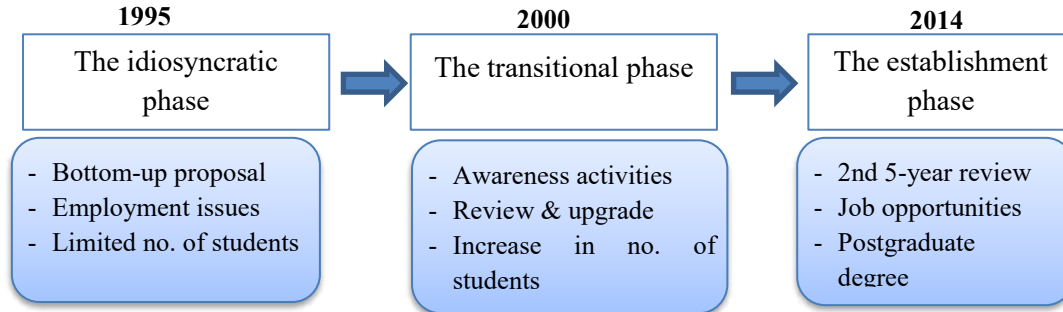 1995
The idiosyncratic
phase
- Bottom-up proposal
- Employment issues
- Limited no. of students
2000
The transitional phase
- Awareness activities
- Review & upgrade
- Increase in no. of
students
2014
The establishment
phase
- 2nd 5-year review
- Job opportunities
- Postgraduate
degree